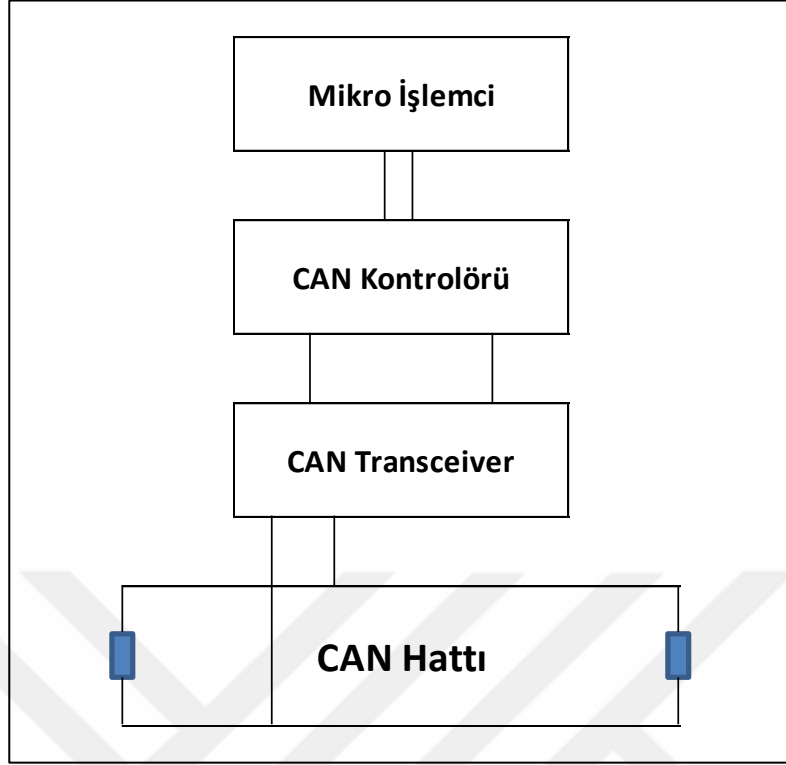 Mikro İşlemci
CAN Kontrolörü
CAN Transceiver
CAN Hattı